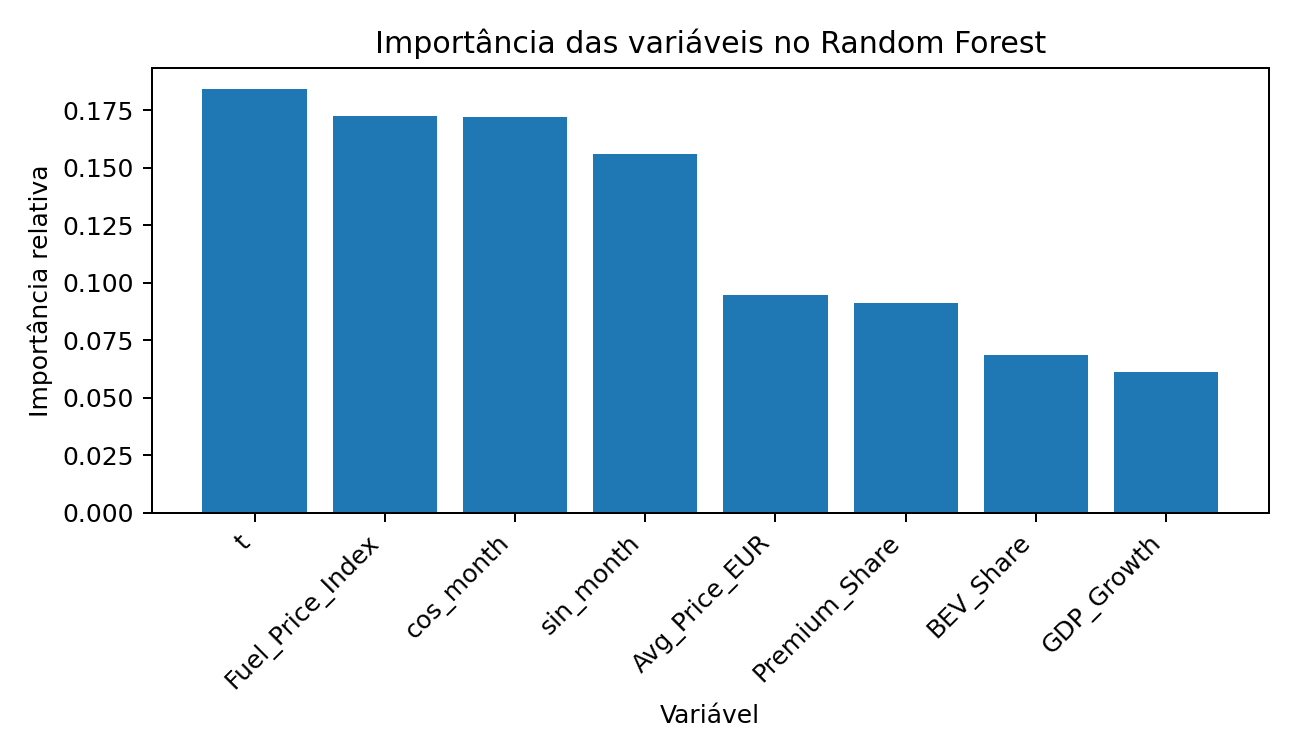 Importância das variáveis no Random Forest
Importância relativa
0.175
0.150
0.125
0.100
0.075
0.050
0.025
0.000
t
Fuel_Price_Index
cos_month
sin_month
Avg_Price_EUR
Premium_Share
BEV_Share
GDP_Growth
Variável